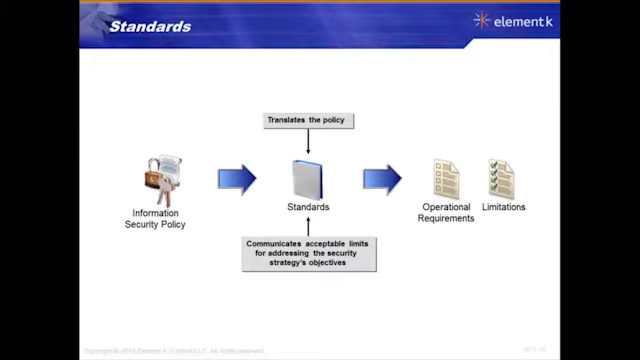 Standards
element k
Translates the policy
Information
Security Policy
Standards
Operational
Requirements
Limitations
Communicates acceptable limits
for addressing the security
strategy's objectives